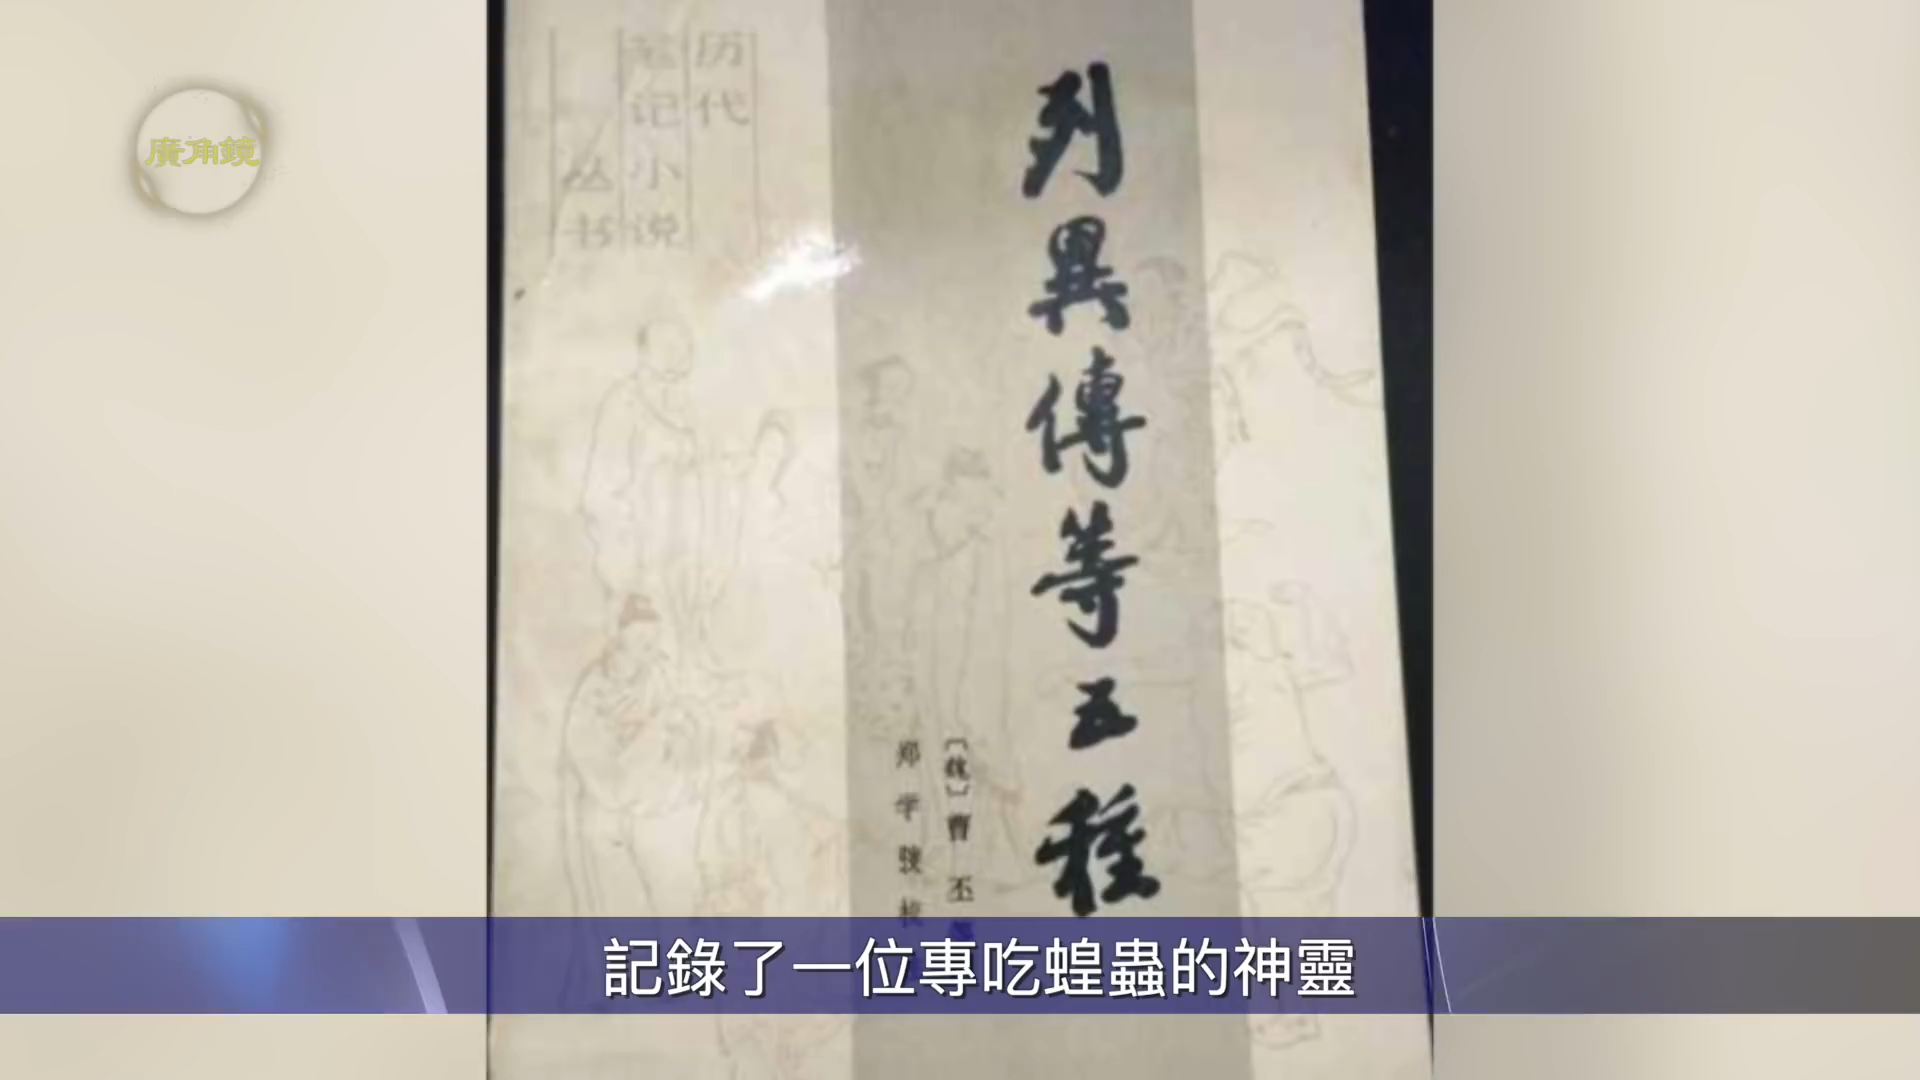 廣角鏡
历代
笔记小说
丛书
列異傳等五種
〔魏〕曹 丕
郑学弢校
記錄了一位專吃蝗蟲的神靈